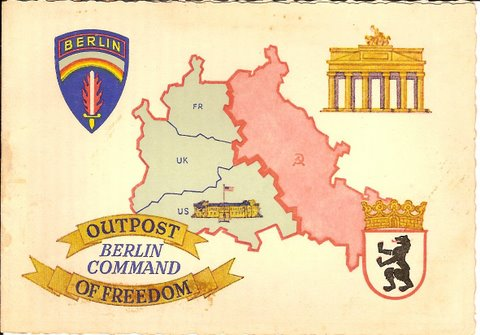 BERLIN
FR
UK
US
OUTPOST
BERLIN
COMMAND
OF FREEDOM